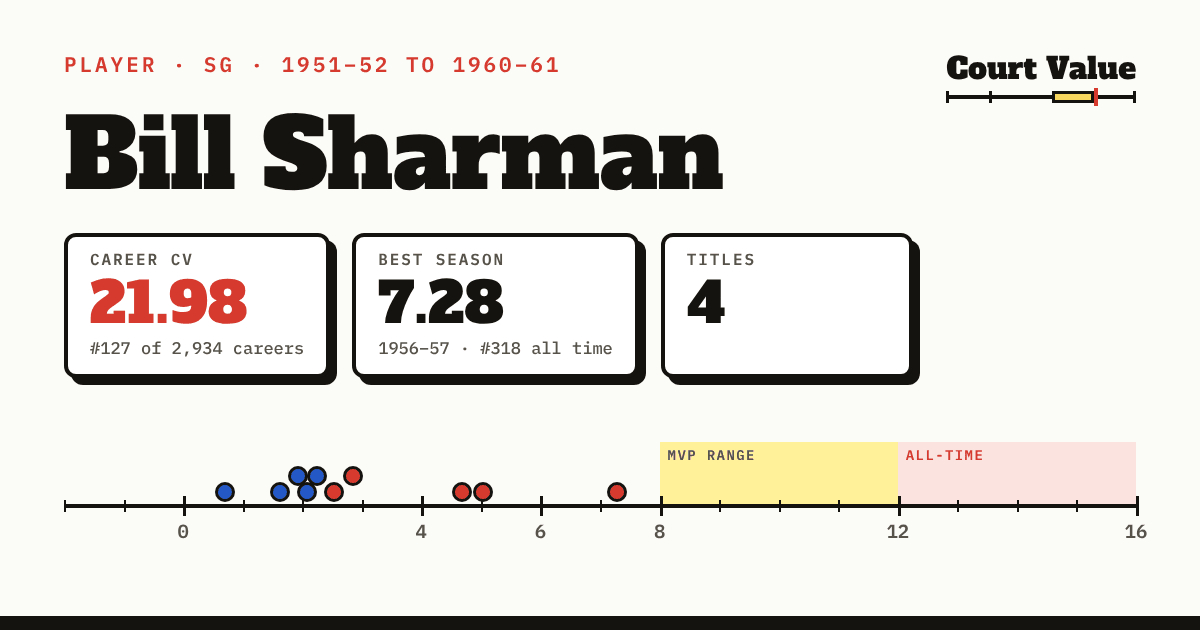 PLAYER · SG · 1951–52 TO 1960–61
Court Value
Bill Sharman
CAREER CV
21.98
#127 of 2,934 careers
BEST SEASON
7.28
1956–57 · #318 all time
TITLES
4
MVP RANGE
ALL-TIME
0 4 6 8 12 16